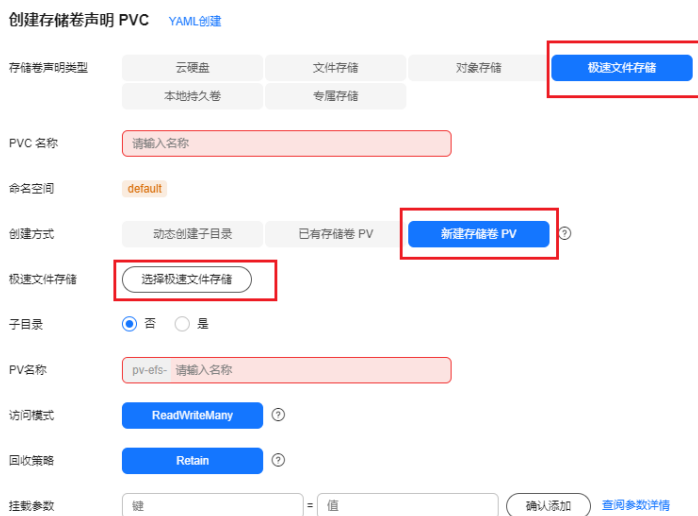 创建存储卷声明 PVC YAML创建
存储卷声明类型 云硬盘 文件存储 对象存储 极速文件存储
本地持久卷 专属存储
PVC 名称 请输入名称
命名空间 default
创建方式 动态创建子目录 已有存储卷 PV 新建存储卷 PV ?
极速文件存储 选择极速文件存储
子目录 否 是
PV名称 pv-efs- 请输入名称
访问模式 ReadWriteMany ?
回收策略 Retain ?
挂载参数 键 = 值 确认添加 查阅参数详情